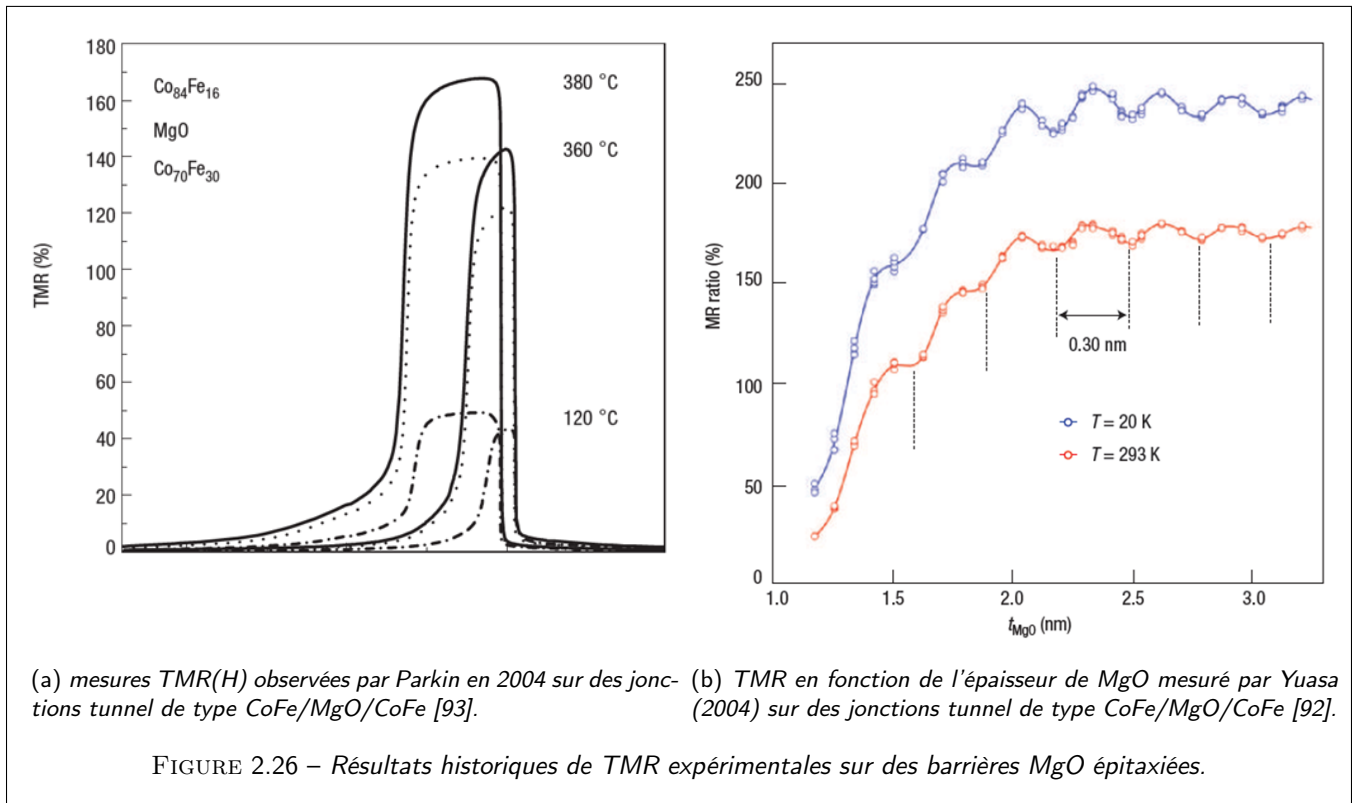 180
160
140
120
100
80
60
40
20
0
TMR (%)
Co84Fe16
MgO
Co70Fe30
380 °C
360 °C
120 °C
250
200
150
100
50
0
MR ratio (%)
0.30 nm
T = 20 K
T = 293 K
1.0 1.5 2.0 2.5 3.0
tMgO (nm)
(a) mesures TMR(H) observées par Parkin en 2004 sur des jonc-
tions tunnel de type CoFe/MgO/CoFe [93].
(b) TMR en fonction de l'épaisseur de MgO mesuré par Yuasa
(2004) sur des jonctions tunnel de type CoFe/MgO/CoFe [92].
FIGURE 2.26 – Résultats historiques de TMR expérimentales sur des barrières MgO épitaxiées.